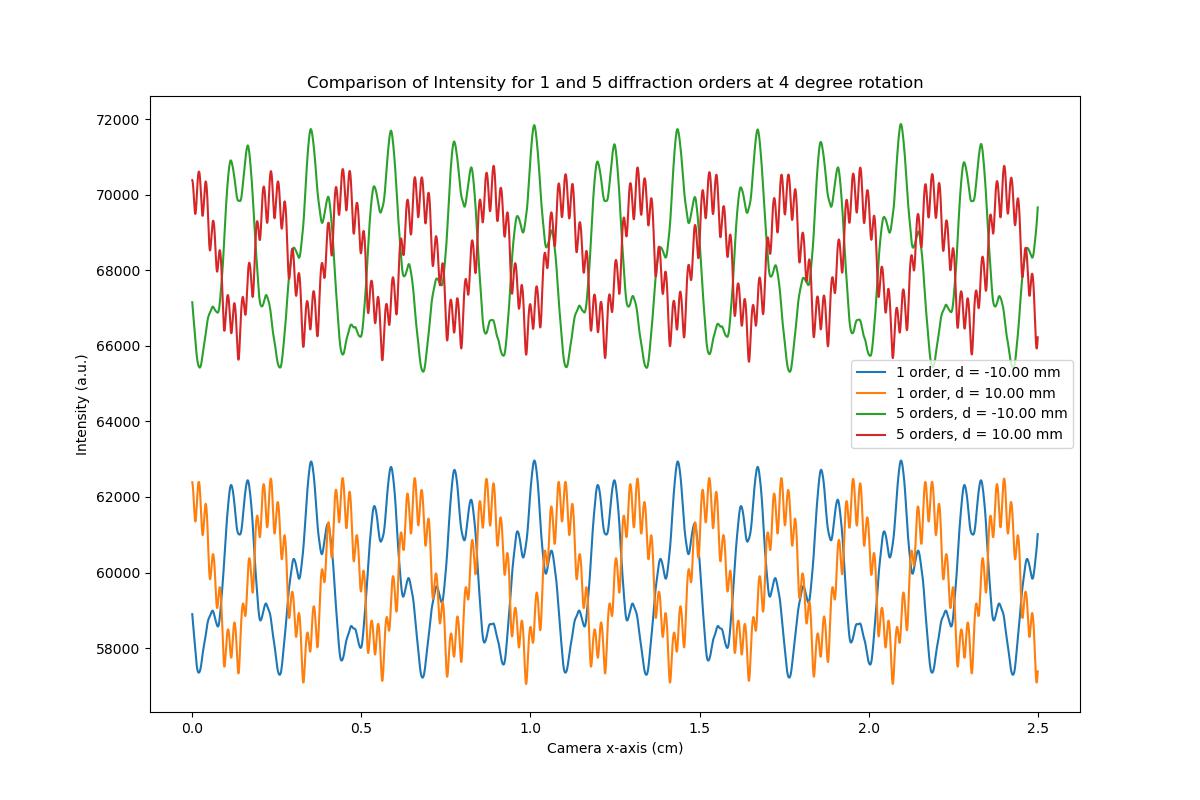 Comparison of Intensity for 1 and 5 diffraction orders at 4 degree rotation
72000
70000
68000
66000
64000
62000
60000
58000
Intensity (a.u.)
1 order, d = -10.00 mm
1 order, d = 10.00 mm
5 orders, d = -10.00 mm
5 orders, d = 10.00 mm
0.0 0.5 1.0 1.5 2.0 2.5
Camera x-axis (cm)